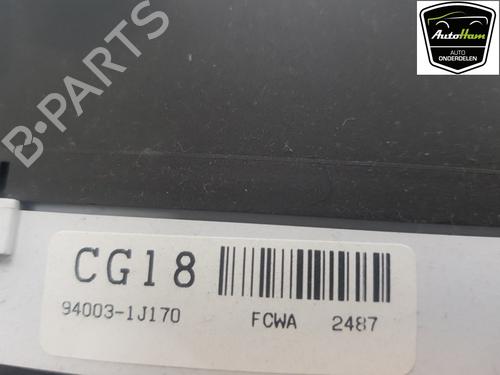 AutoHam
AUTO
ONDERDELEN
B-PARTS
CG18
94003-1J170
FCWA 2487